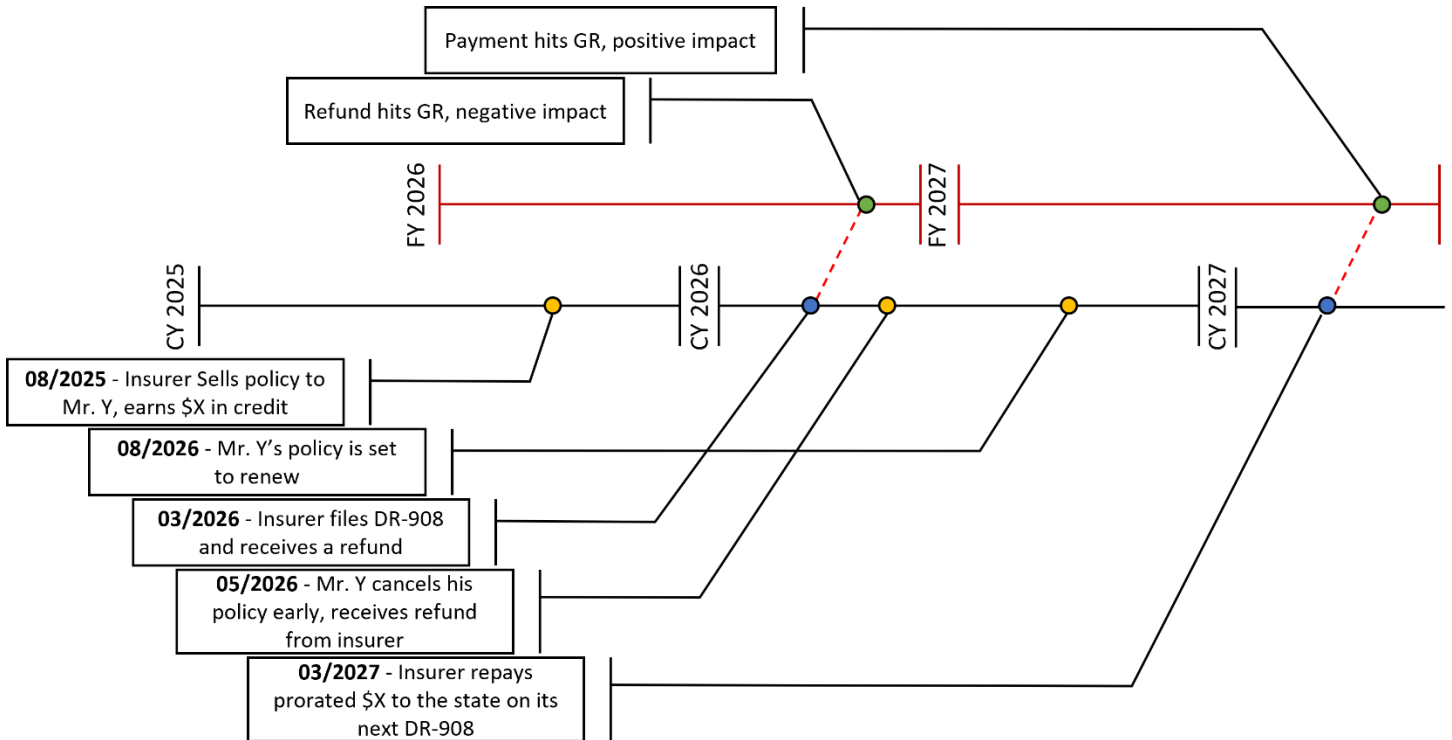 Payment hits GR, positive impact
Refund hits GR, negative impact
FY 2026
FY 2027
CY 2025
CY 2026
CY 2027
08/2025 - Insurer Sells policy to
Mr. Y, earns $X in credit
08/2026 - Mr. Y’s policy is set
to renew
03/2026 - Insurer files DR-908
and receives a refund
05/2026 - Mr. Y cancels his
policy early, receives refund
from insurer
03/2027 - Insurer repays
prorated $X to the state on its
next DR-908